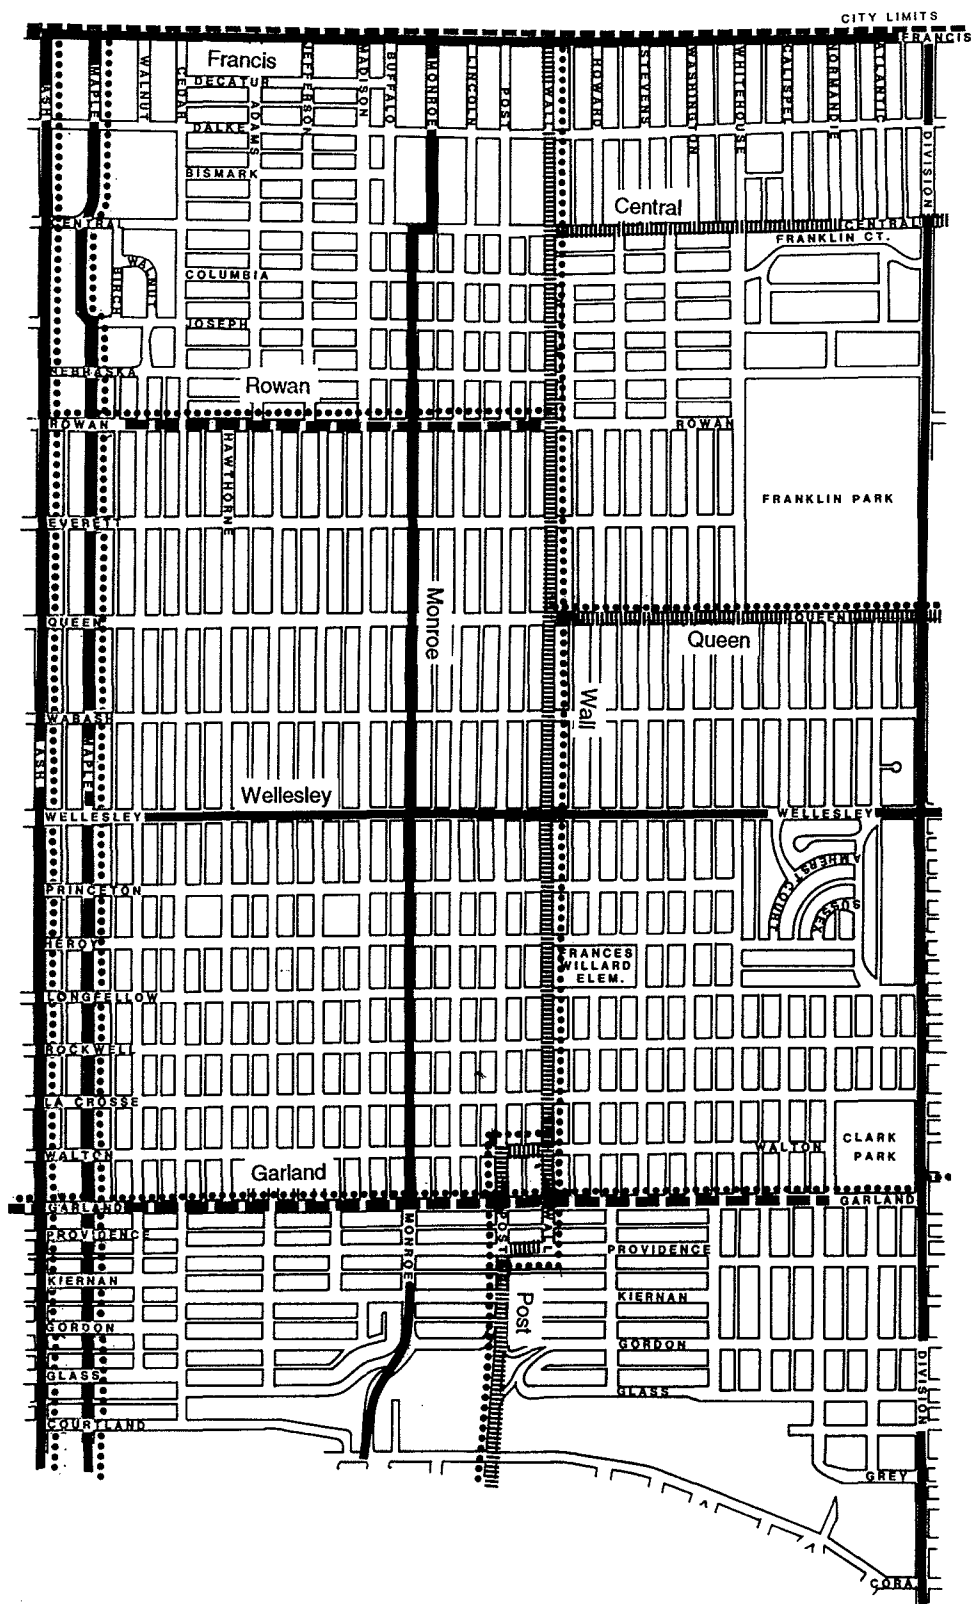 CITY LIMITS
FRANCIS
ASH
MAPLE
WALNUT
CEDAR
Francis
DECATUR
ADAMS
JEFFERSON
MADISON
BUFFALO
MONROE
LINCOLN
POST
WALL
HOWARD
STEVENS
WASHINGTON
WHITEHOUSE
CALISPEL
NORMANDIE
ATLANTIC
DIVISION
DALKE
BISMARK
Central
CENTRAL
CENTRAL
FRANKLIN CT.
WALNUT
BIRCH
COLUMBIA
JOSEPH
NEBRASKA
Rowan
ROWAN
ROWAN
HAWTHORNE
FRANKLIN PARK
EVERETT
Monroe
QUEEN
QUEEN
Queen
Wall
WABASH
ASH
MAPLE
Wellesley
WELLESLEY
WELLESLEY
AMHERST
COURT
SUSSEX
PRINCETON
HEROY
FRANCES
WILLARD
ELEM.
LONGFELLOW
ROCKWELL
LA CROSSE
CLARK
PARK
WALTON
WALTON
Garland
GARLAND
GARLAND
MONROE
POST
WALL
PROVIDENCE
PROVIDENCE
KIERNAN
KIERNAN
Post
GORDON
GORDON
GLASS
GLASS
DIVISION
COURTLAND
GREY
CORA